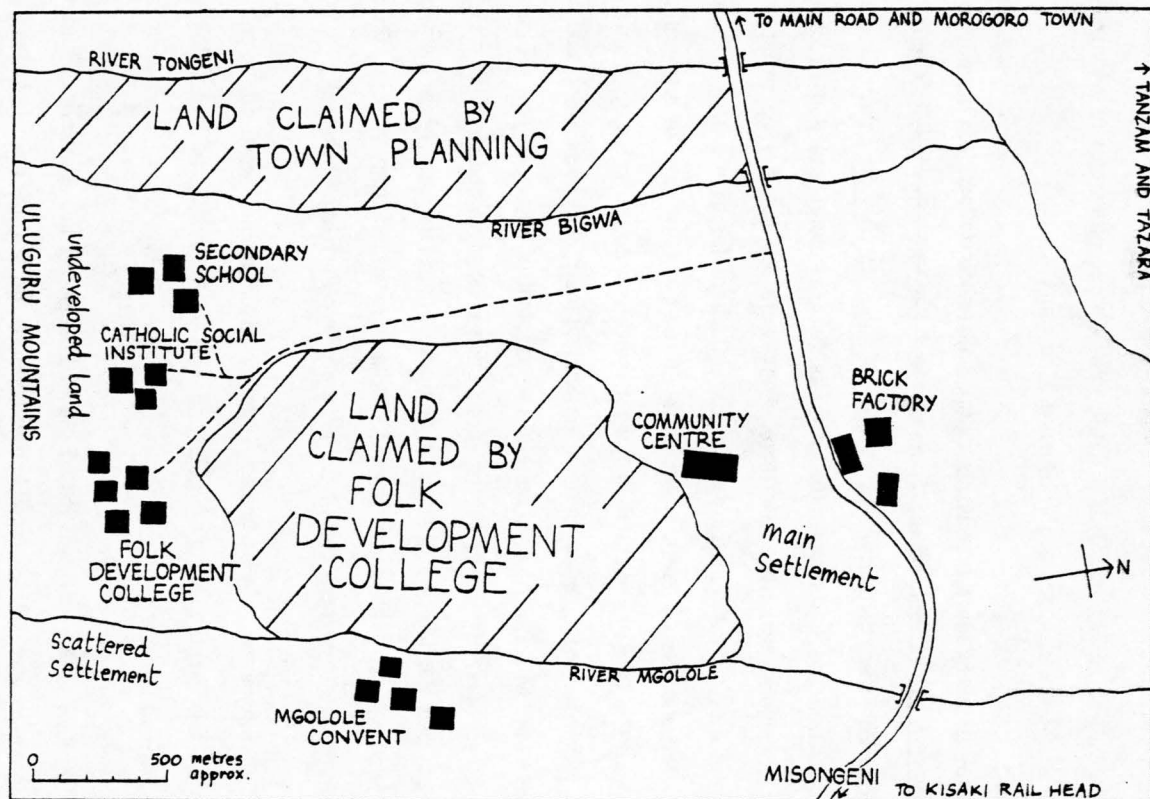 TO MAIN ROAD AND MOROGORO TOWN
RIVER TONGENI
LAND CLAIMED BY
TOWN PLANNING
TANZAM AND TAZARA
RIVER BIGWA
ULUGURU MOUNTAINS
undeveloped land
SECONDARY
SCHOOL
CATHOLIC SOCIAL
INSTITUTE
LAND
CLAIMED BY
FOLK
DEVELOPMENT
COLLEGE
COMMUNITY
CENTRE
BRICK
FACTORY
main
Settlement
N
FOLK
DEVELOPMENT
COLLEGE
Scattered
Settlement
RIVER MGOLOLE
MGOLOLE
CONVENT
0 500 metres
approx.
MISONGENI
TO KISAKI RAIL HEAD